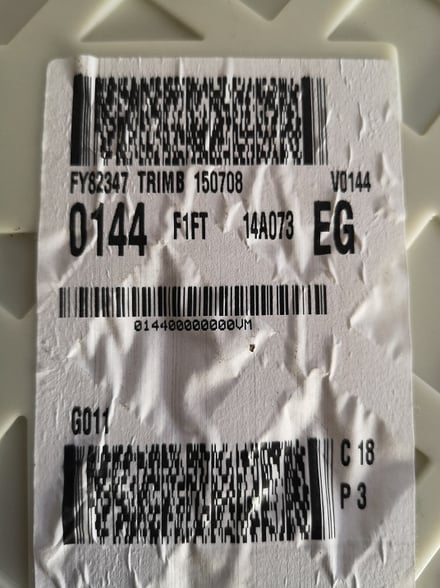 FY82347 TRIMB 150708 V0144
0144 F1FT 14A073 EG
014400000000VM
G011
C 18
P 3